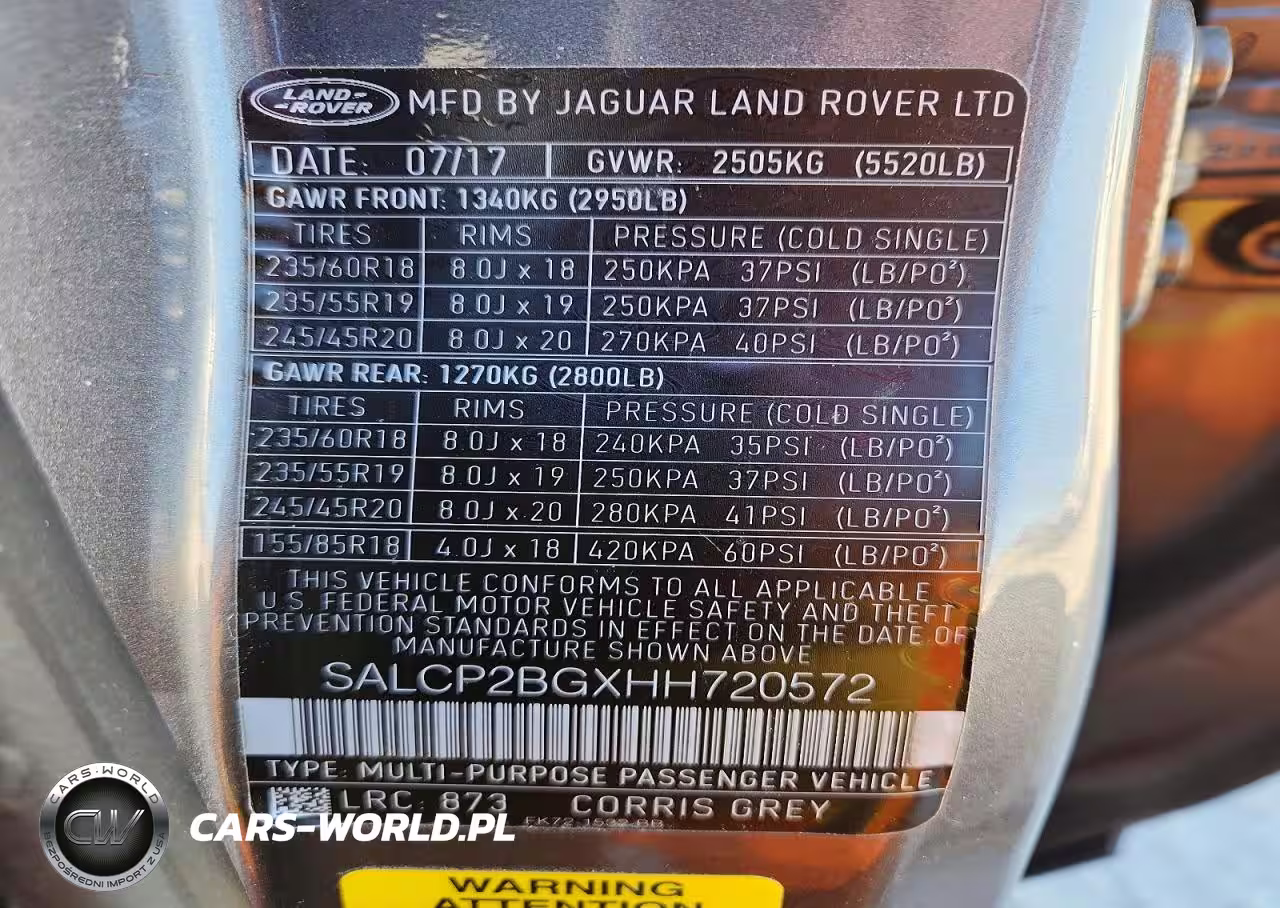 LAND-ROVER MFD BY JAGUAR LAND ROVER LTD
DATE: 07/17 GVWR: 2505KG (5520LB)
GAWR FRONT: 1340KG (2950LB)
TIRES RIMS PRESSURE (COLD SINGLE)
235/60R18 8.0J x 18 250KPA 37PSI (LB/PO²)
235/55R19 8.0J x 19 250KPA 37PSI (LB/PO²)
245/45R20 8.0J x 20 270KPA 40PSI (LB/PO²)
GAWR REAR: 1270KG (2800LB)
TIRES RIMS PRESSURE (COLD SINGLE)
235/60R18 8.0J x 18 240KPA 35PSI (LB/PO²)
235/55R19 8.0J x 19 250KPA 37PSI (LB/PO²)
245/45R20 8.0J x 20 280KPA 41PSI (LB/PO²)
155/85R18 4.0J x 18 420KPA 60PSI (LB/PO²)
THIS VEHICLE CONFORMS TO ALL APPLICABLE
U.S. FEDERAL MOTOR VEHICLE SAFETY AND THEFT
PREVENTION STANDARDS IN EFFECT ON THE DATE OF
MANUFACTURE SHOWN ABOVE
SALCP2BGXHH720572
TYPE: MULTI-PURPOSE PASSENGER VEHICLE
LRC: 873 CORRIS GREY
CARS-WORLD
CW
BEZPOŚREDNI IMPORT Z USA
CARS-WORLD.PL
WARNING
ATTENTION